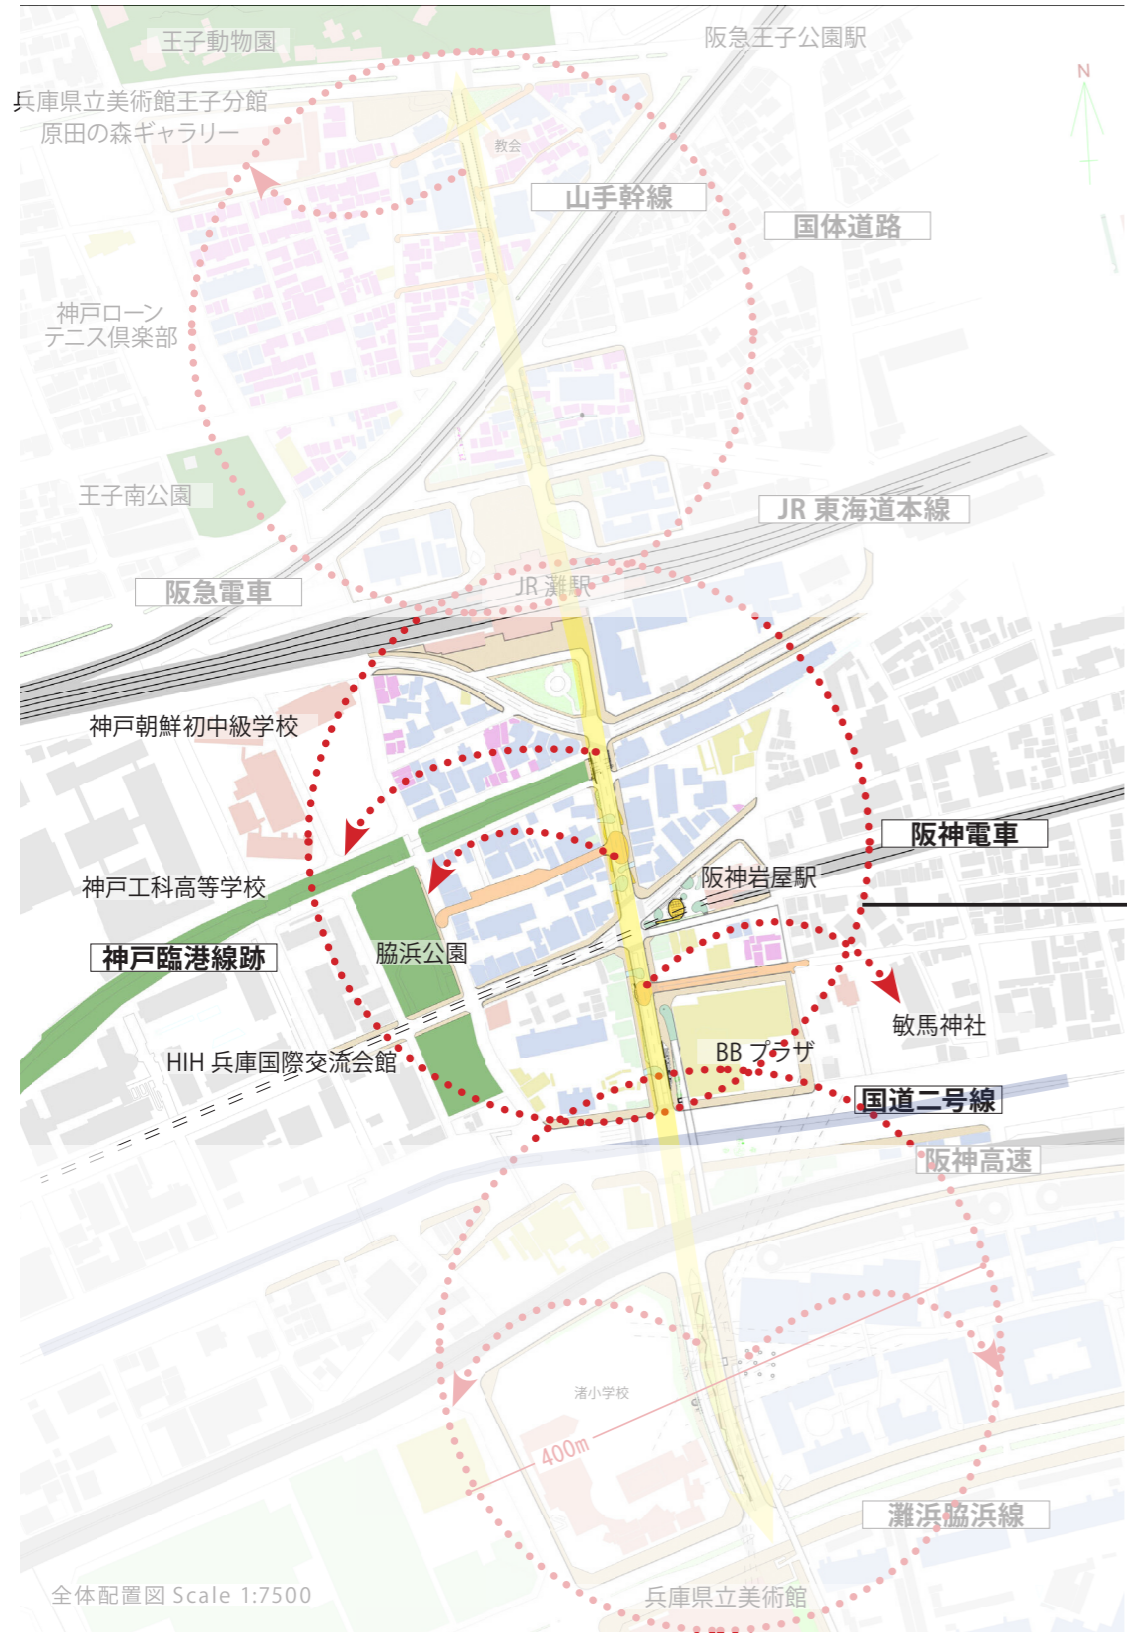 王子動物園
阪急王子公園駅
N
兵庫県立美術館王子分館
原田の森ギャラリー
教会
山手幹線
国体道路
神戸ローン
テニス倶楽部
王子南公園
JR 東海道本線
阪急電車
JR 灘駅
神戸朝鮮初中級学校
阪神電車
阪神岩屋駅
神戸工科高等学校
神戸臨港線跡
脇浜公園
敏馬神社
HIH 兵庫国際交流会館
BB プラザ
国道二号線
阪神高速
渚小学校
400m
灘浜脇浜線
全体配置図 Scale 1:7500
兵庫県立美術館